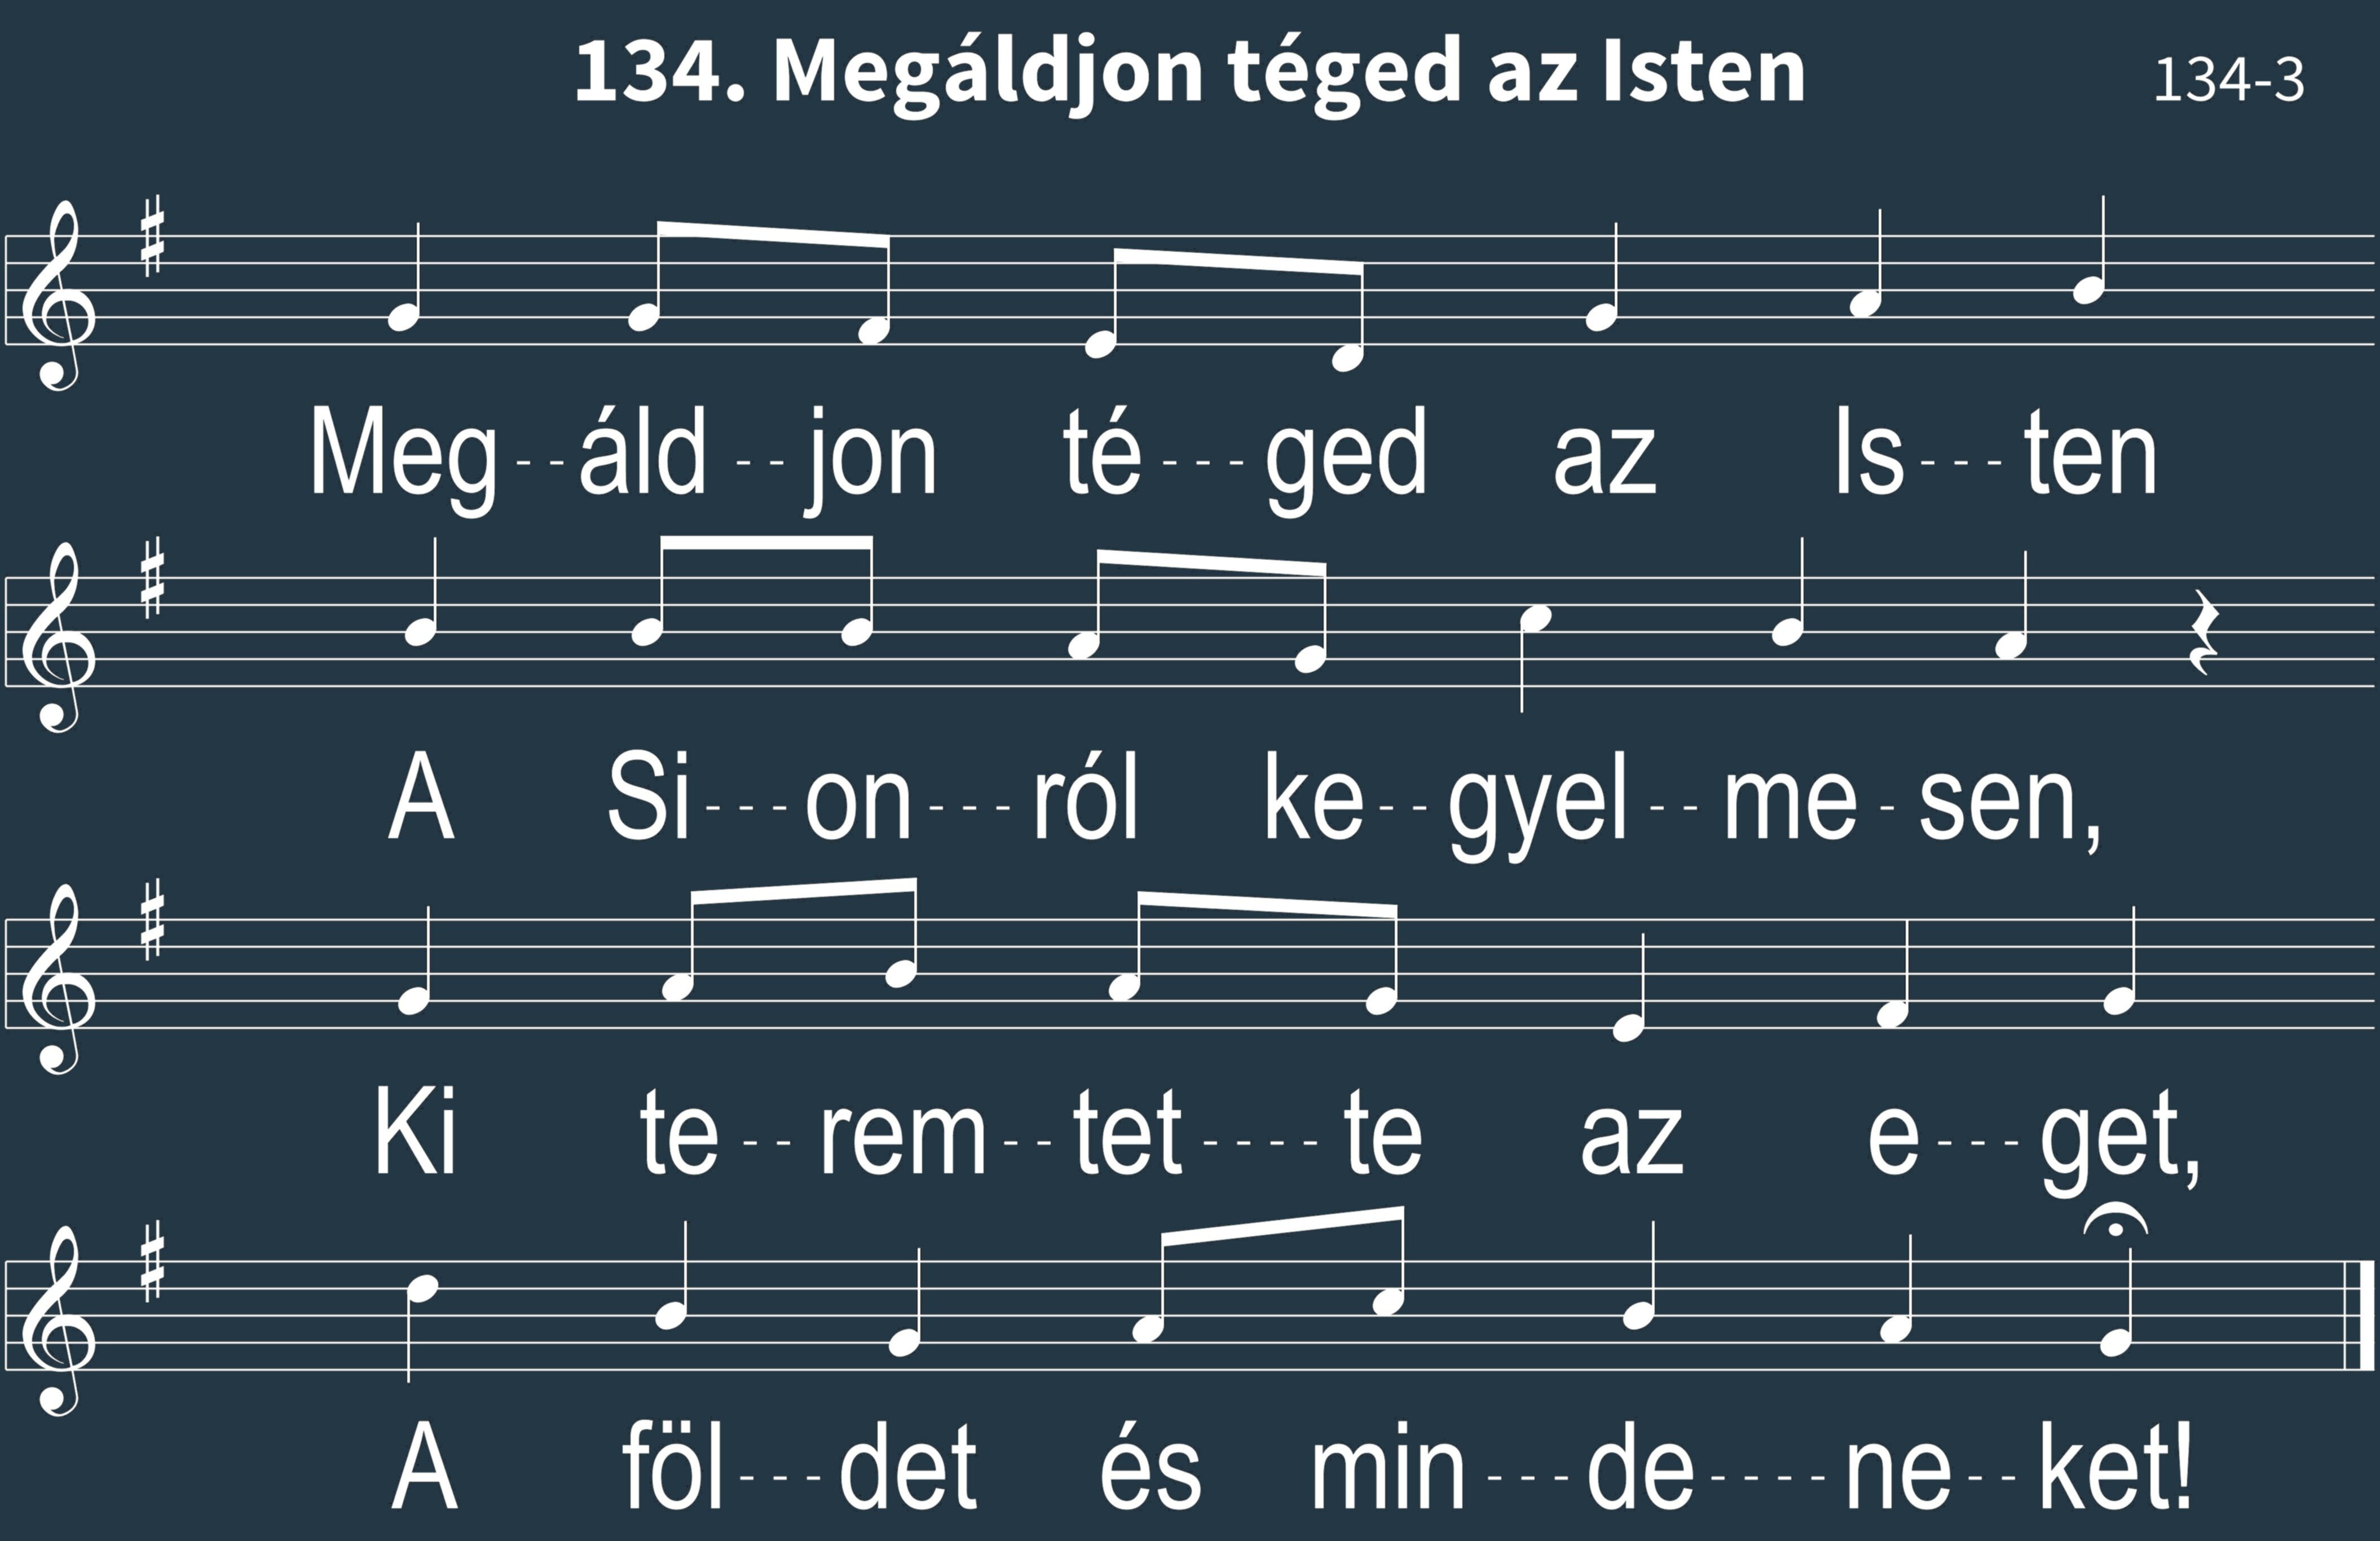 134. Megáldjon téged az Isten
134-3
Meg--áld--jon té---ged az Is---ten
A Si---on---ról ke--gyel--me-sen,
Ki te--rem--tet----te az e---get,
A föl---det és min---de----ne--ket!